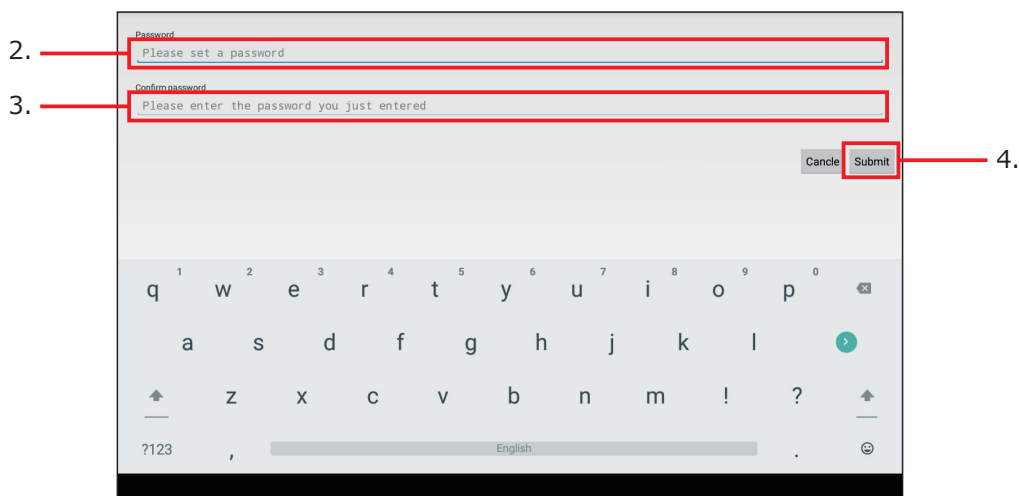 Password
2.
Please set a password
Confirm password
3.
Please enter the password you just entered
Cancle Submit
4.
1 2 3 4 5 6 7 8 9 0
q w e r t y u i o p
a s d f g h j k l
z x c v b n m ! ?
?123 , English .